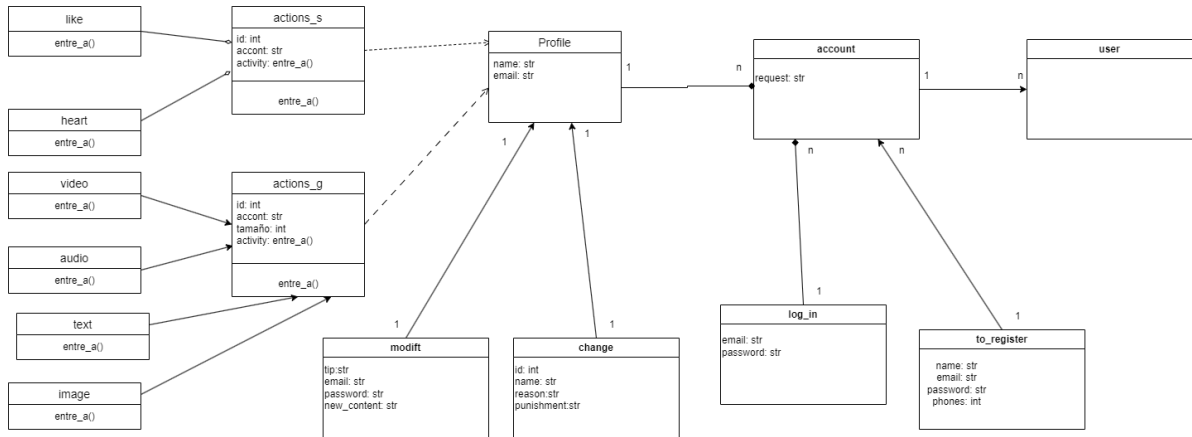 like
entre_a()
heart
entre_a()
video
entre_a()
audio
entre_a()
text
entre_a()
image
entre_a()
actions_s
id: int
accont: str
activity: entre_a()
entre_a()
actions_g
id: int
accont: str
tamaño: int
activity: entre_a()
entre_a()
Profile
name: str
email: str
1
n
1
1
account
request: str
1
n
n
n
user
1
modift
tip:str
email: str
password: str
new_content: str
1
change
id: int
name: str
reason:str
punishment:str
1
log_in
email: str
password: str
1
to_register
name: str
email: str
password: str
phones: int